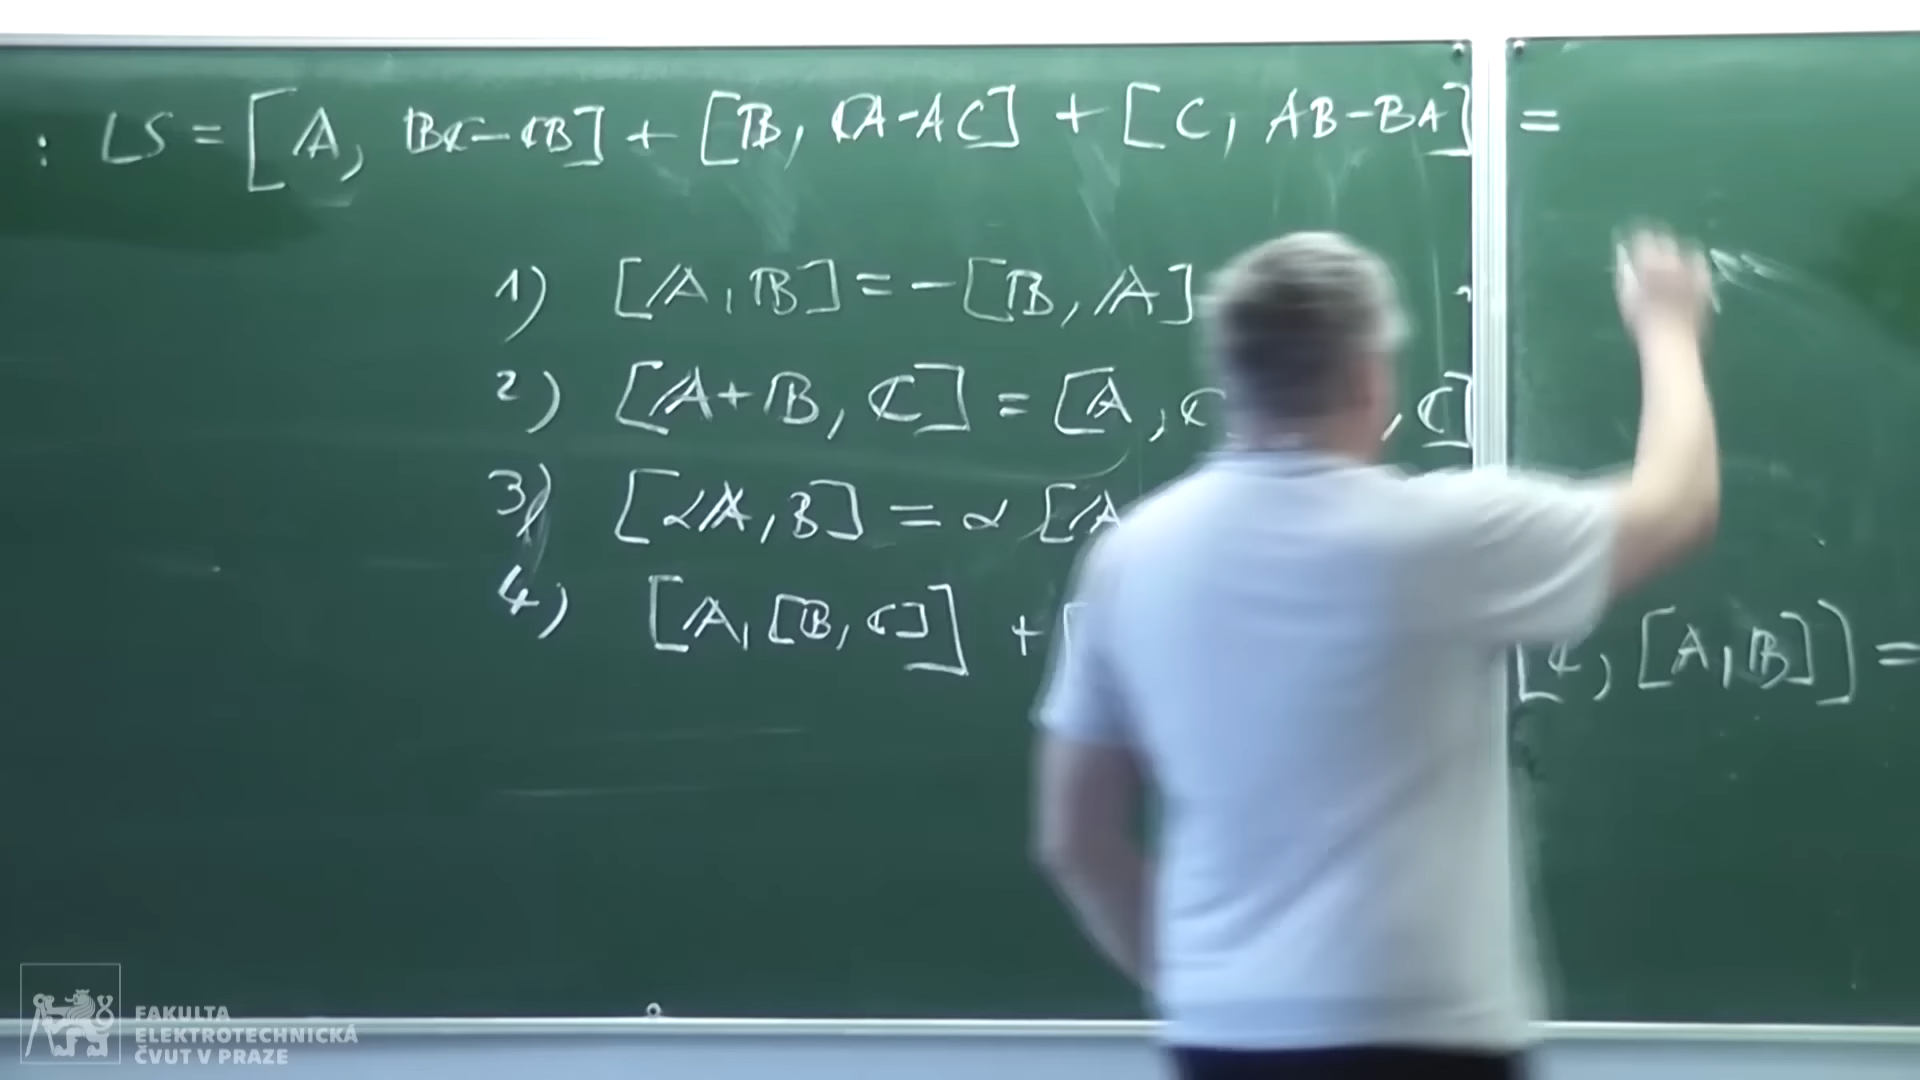 : LS = [A, BC-CB] + [B, CA-AC] + [C, AB-BA] =
1) [A, B] = -[B, A]
2) [A+B, C] = [A, C , C]
3) [αA, B] = α [A
4) [A, [B, C]] + [ [C, [A, B]] =
FAKULTA
ELEKTROTECHNICKÁ
ČVUT V PRAZE